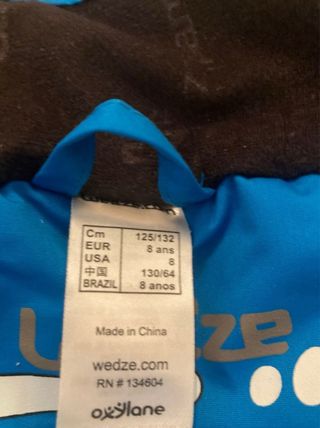 Cm 125/132
EUR 8 ans
USA 8
中国 130/64
BRAZIL 8 anos
Made in China
wedze.com
RN # 134604
oxylane